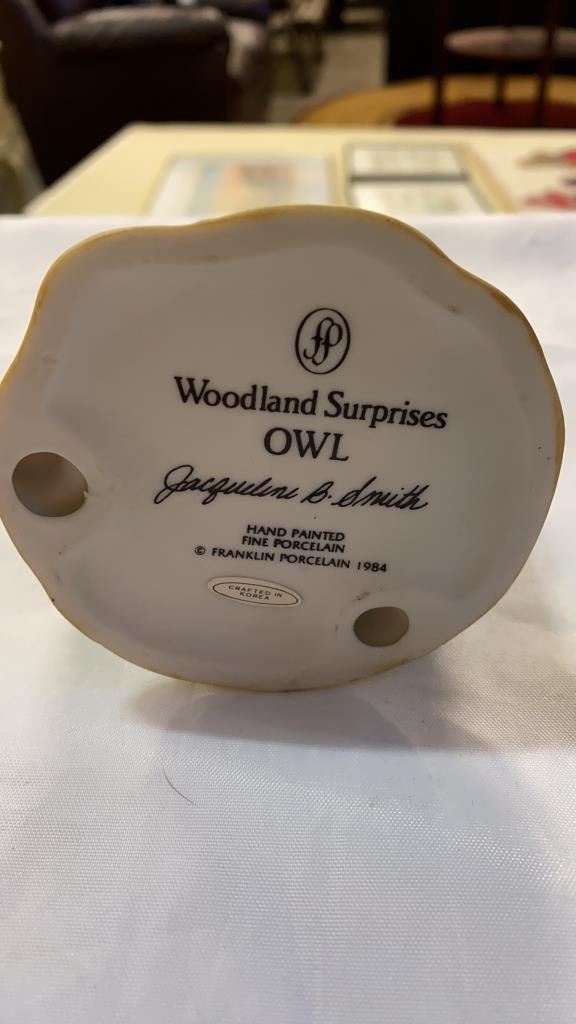 fp
Woodland Surprises
OWL
Jacqueline B. Smith
HAND PAINTED
FINE PORCELAIN
© FRANKLIN PORCELAIN 1984
CRAFTED IN
KOREA